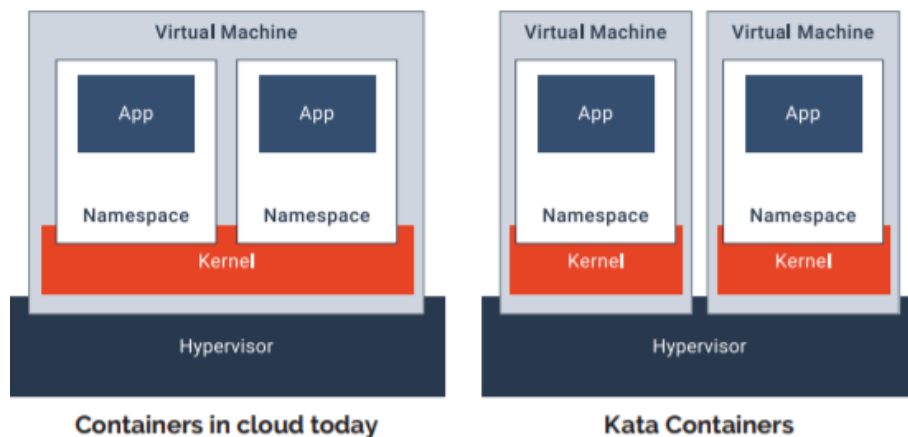 Virtual Machine
App
App
Namespace
Namespace
Kernel
Hypervisor
Containers in cloud today
Virtual Machine
Virtual Machine
App
App
Namespace
Namespace
Kernel
Kernel
Hypervisor
Kata Containers